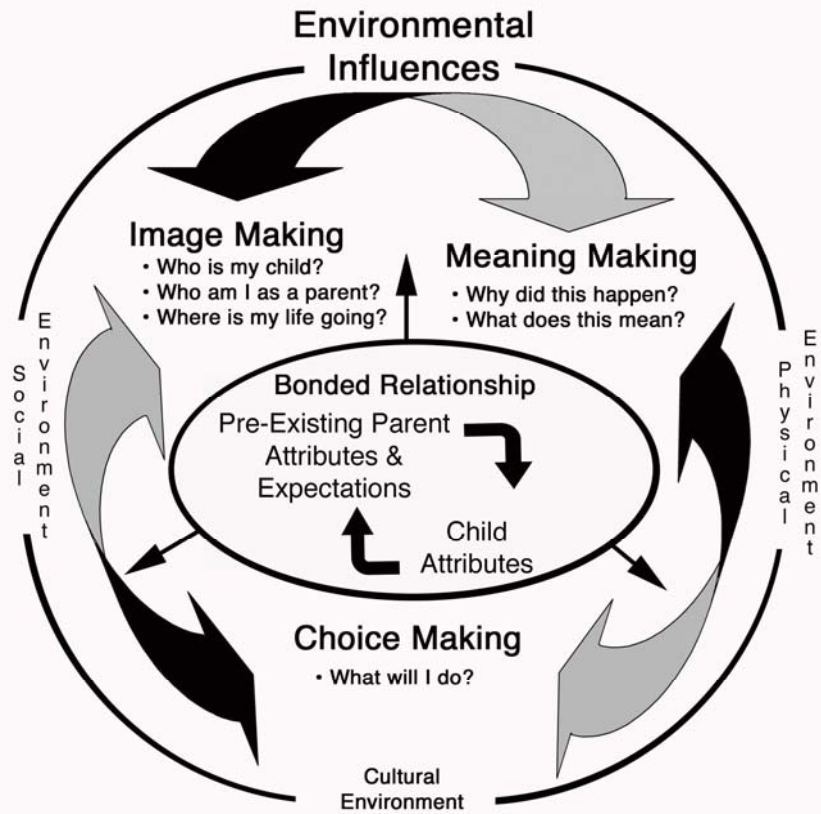 Environmental
Influences
Image Making
• Who is my child?
• Who am I as a parent?
• Where is my life going?
Meaning Making
• Why did this happen?
• What does this mean?
Social
Environment
Physical
Environment
Bonded Relationship
Pre-Existing Parent
Attributes &
Expectations
Child
Attributes
Choice Making
• What will I do?
Cultural
Environment